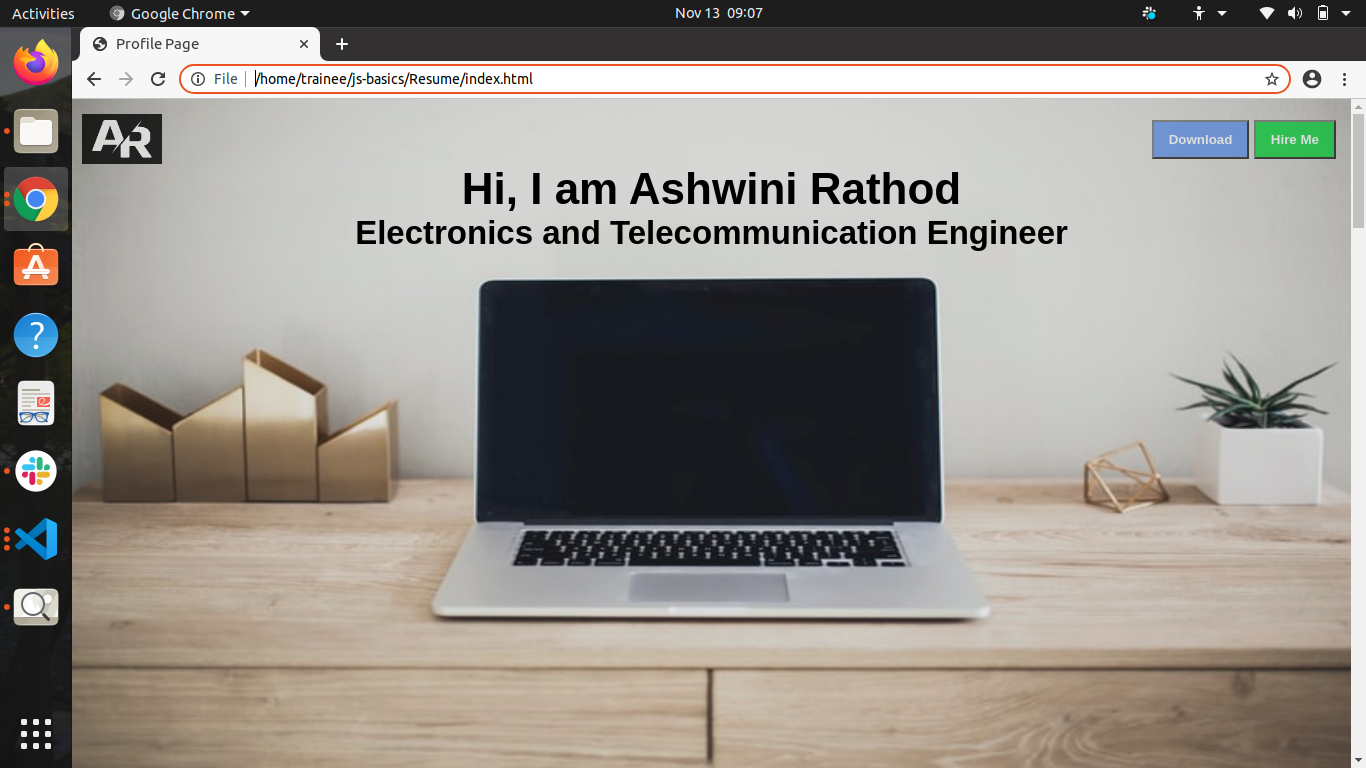 Activities Google Chrome Nov 13 09:07
Profile Page
File /home/trainee/js-basics/Resume/index.html
AR
Download Hire Me
Hi, I am Ashwini Rathod
Electronics and Telecommunication Engineer